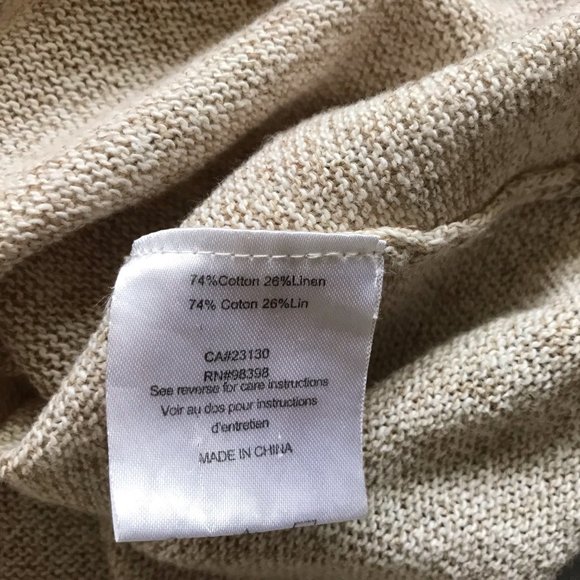 74%Cotton 26%Linen
74% Coton 26%Lin
CA#23130
RN#98398
See reverse for care instructions
Voir au dos pour instructions
d'entretien
MADE IN CHINA